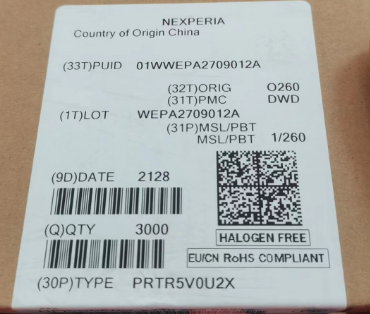 NEXPERIA
Country of Origin China
(33T)PUID 01WWEPA2709012A
(32T)ORIG O260
(31T)PMC DWD
(1T)LOT WEPA2709012A
(31P)MSL/PBT
MSL/PBT 1/260
(9D)DATE 2128
(Q)QTY 3000
HALOGEN FREE
EU/CN RoHS COMPLIANT
(30P)TYPE PRTR5V0U2X